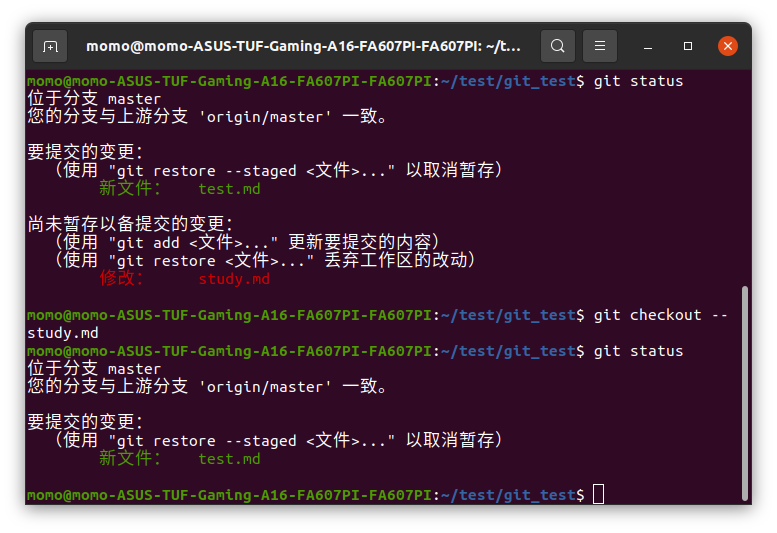 momo@momo-ASUS-TUF-Gaming-A16-FA607PI-FA607PI: ~/t...
momo@momo-ASUS-TUF-Gaming-A16-FA607PI-FA607PI:~/test/git_test$ git status
位于分支 master
您的分支与上游分支 'origin/master' 一致。
要提交的变更：
（使用 "git restore --staged <文件>..." 以取消暂存）
新文件： test.md
尚未暂存以备提交的变更：
（使用 "git add <文件>..." 更新要提交的内容）
（使用 "git restore <文件>..." 丢弃工作区的改动）
修改： study.md
momo@momo-ASUS-TUF-Gaming-A16-FA607PI-FA607PI:~/test/git_test$ git checkout --
study.md
momo@momo-ASUS-TUF-Gaming-A16-FA607PI-FA607PI:~/test/git_test$ git status
位于分支 master
您的分支与上游分支 'origin/master' 一致。
要提交的变更：
（使用 "git restore --staged <文件>..." 以取消暂存）
新文件： test.md
momo@momo-ASUS-TUF-Gaming-A16-FA607PI-FA607PI:~/test/git_test$